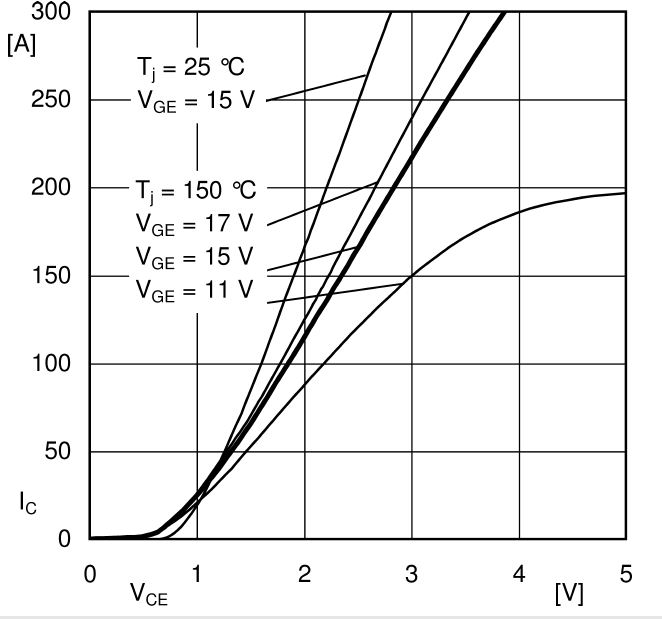 300
[A]
T_j = 25 °C
V_GE = 15 V
250
200
T_j = 150 °C
V_GE = 17 V
V_GE = 15 V
V_GE = 11 V
150
100
50
I_C
0
0 1 2 3 4 5
V_CE [V]